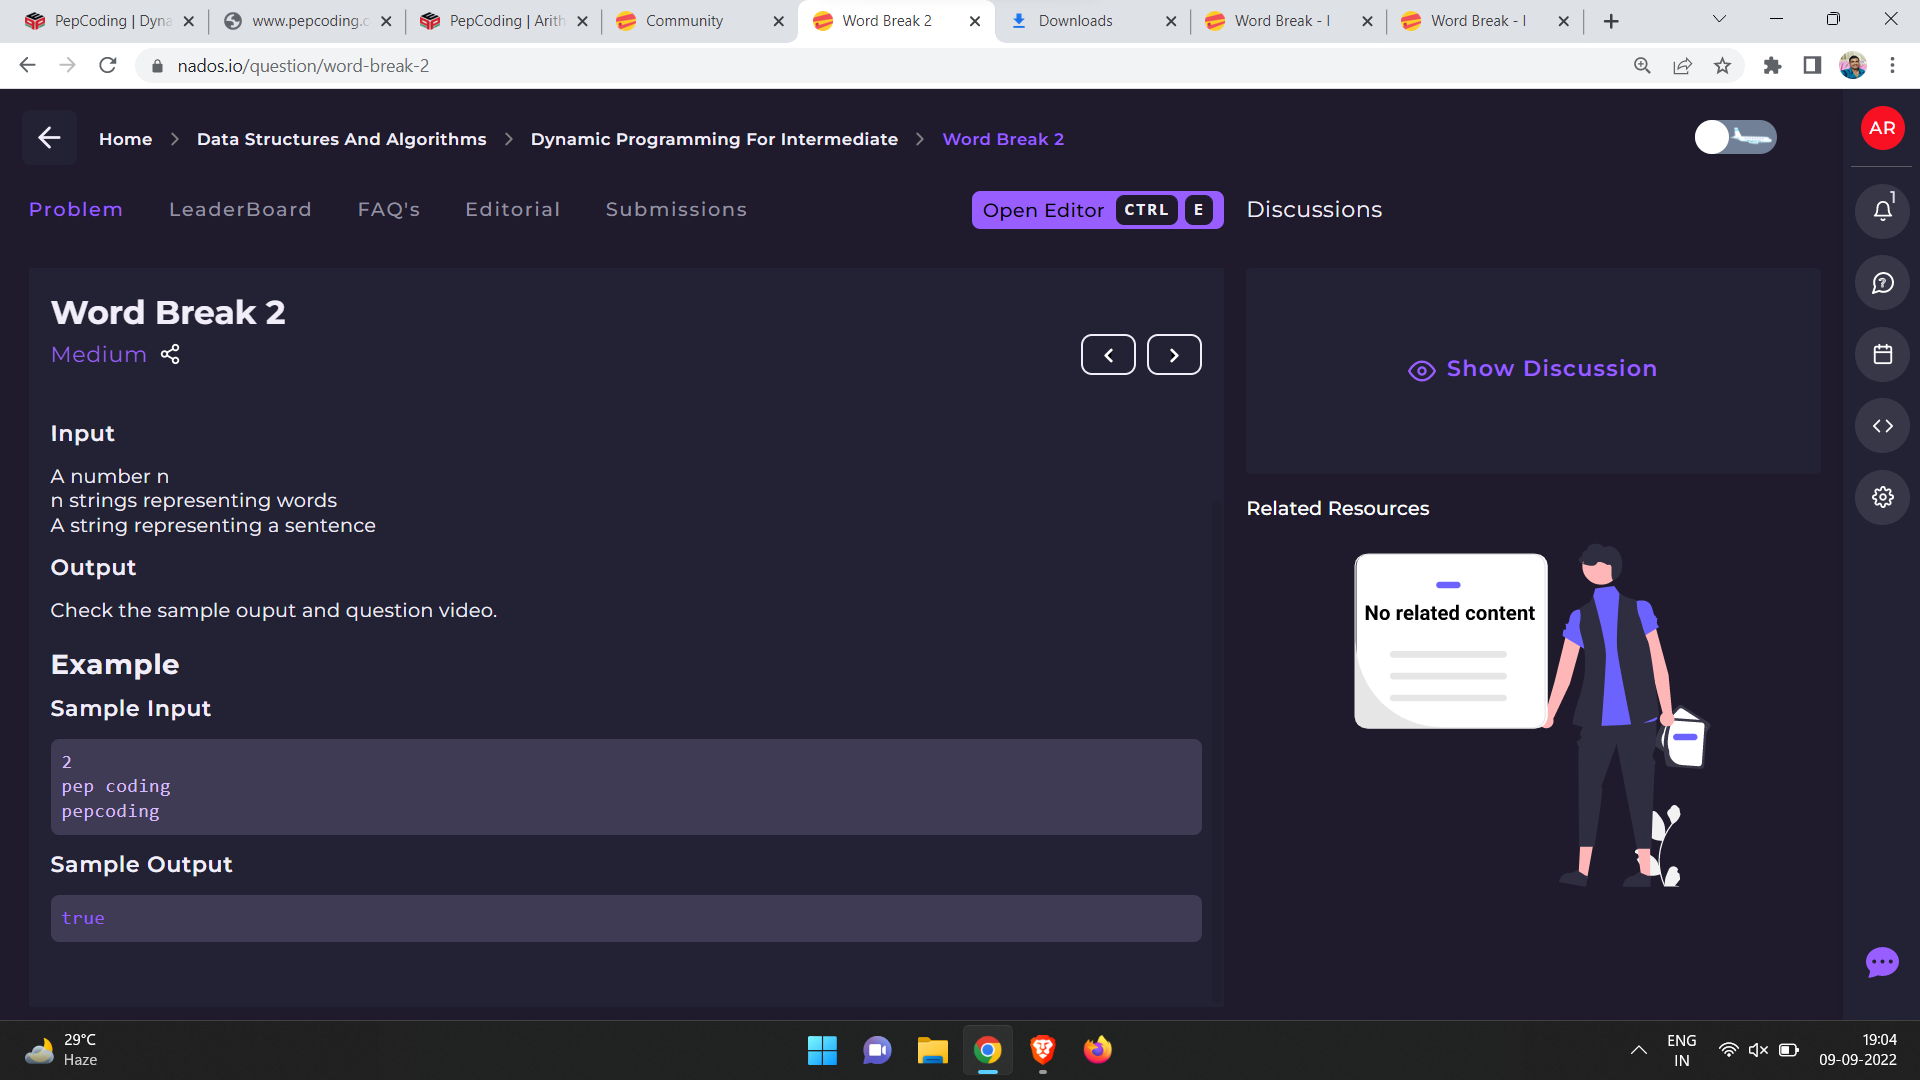 PepCoding | Dyna
www.pepcoding.c
PepCoding | Arith
Community
Word Break 2
Downloads
Word Break - I
Word Break - I
nados.io/question/word-break-2
Home > Data Structures And Algorithms > Dynamic Programming For Intermediate > Word Break 2
AR
Problem LeaderBoard FAQ's Editorial Submissions
Open Editor CTRL E
Discussions
1
Word Break 2
Medium
Show Discussion
Input
A number n
n strings representing words
A string representing a sentence
Related Resources
No related content
Output
Check the sample ouput and question video.
Example
Sample Input
2
pep coding
pepcoding
Sample Output
true
29°C
Haze
ENG
IN
19:04
09-09-2022